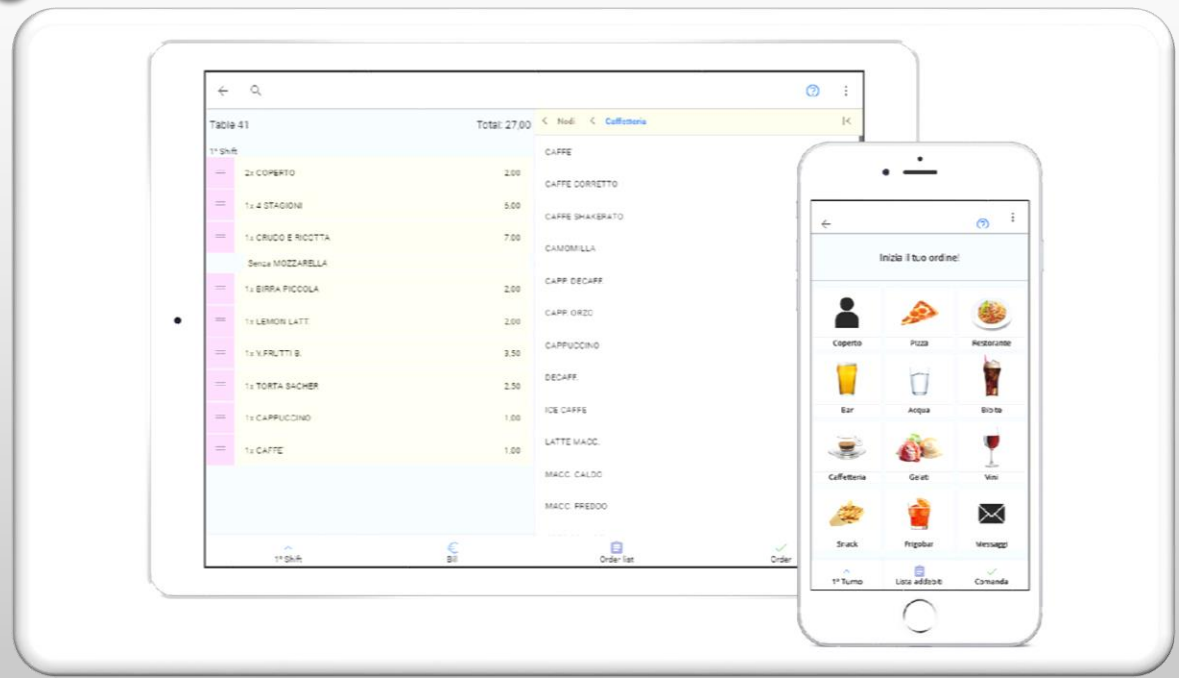 Table 41 Total: 27,00
1° Shift
2x COPERTO 2.00
1x 4 STAGIONI 5.00
1x CRUDO E RICOTTA 7.00
Senza MOZZARELLA
1x BIRRA PICCOLA 2.00
1x LEMON LATT. 2.00
1x V.FRUTTI B. 3.50
1x TORTA SACHER 2.50
1x CAPPUCCINO 1.00
1x CAFFE 1.00
Nodi Caffetteria
CAFFE
CAFFE CORRETTO
CAFFE SHAKERATO
CAMOMILLA
CAPP. DECAFF.
CAPP. ORZO
CAPPUCCINO
DECAFF.
ICE CAFFE
LATTE MACC.
MACC. CALDO
MACC. FREDDO
1° Shift Bill Order list Order
Inizia il tuo ordine!
Coperto Pizza Restorante
Bar Acqua Bibite
Caffetteria Gelati Vini
Snack Frigobar Messaggi
1° Turno Lista addebiti Comanda